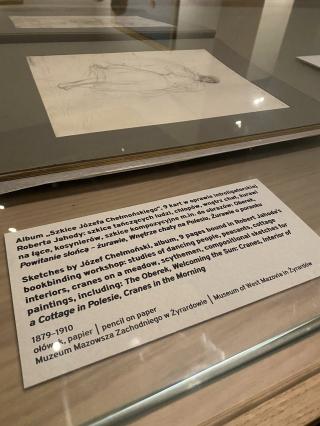 Album „Szkice Józefa Chełmońskiego”, 9 kart w oprawie introligatorskiej
Roberta Jahody; szkice tańczących ludzi, chłopów, wnętrz chat, żurawi
na łące, kosynierów, szkice kompozycyjne m.in. do obrazów: Oberek,
Powitanie słońca – żurawie, Wnętrze chaty na Polesiu, Żurawie o poranku
Sketches by Józef Chełmoński, album, 9 pages bound in Robert Jahoda's
bookbinding workshop: studies of dancing people, peasants, cottage
interiors, cranes on a meadow, scythemen, compositional sketches for
paintings, including: The Oberek, Welcoming the Sun: Cranes, Interior of
a Cottage in Polesie, Cranes in the Morning
1879–1910
ołówek, papier | pencil on paper
Muzeum Mazowsza Zachodniego w Żyrardowie | Museum of West Mazovia in Żyrardów